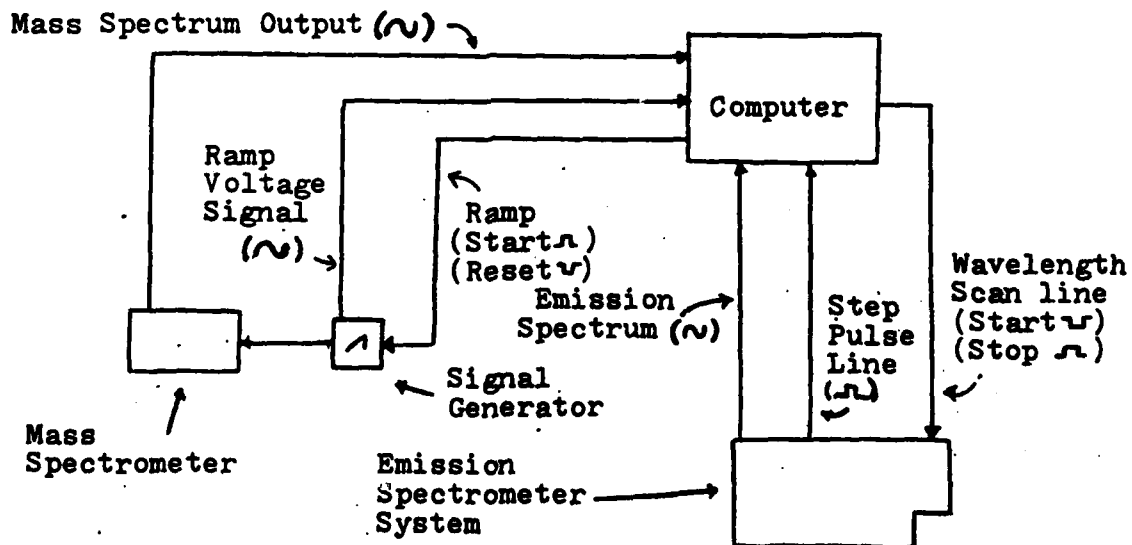 Mass Spectrum Output (∿)
Computer
Ramp
Voltage
Signal
(∿)
Ramp
(Start⎍)
(Reset⊔)
Emission
Spectrum (∿)
Step
Pulse
Line
(⎍)
Wavelength
Scan line
(Start ⊔)
(Stop ⎍)
Signal
Generator
Mass
Spectrometer
Emission
Spectrometer
System